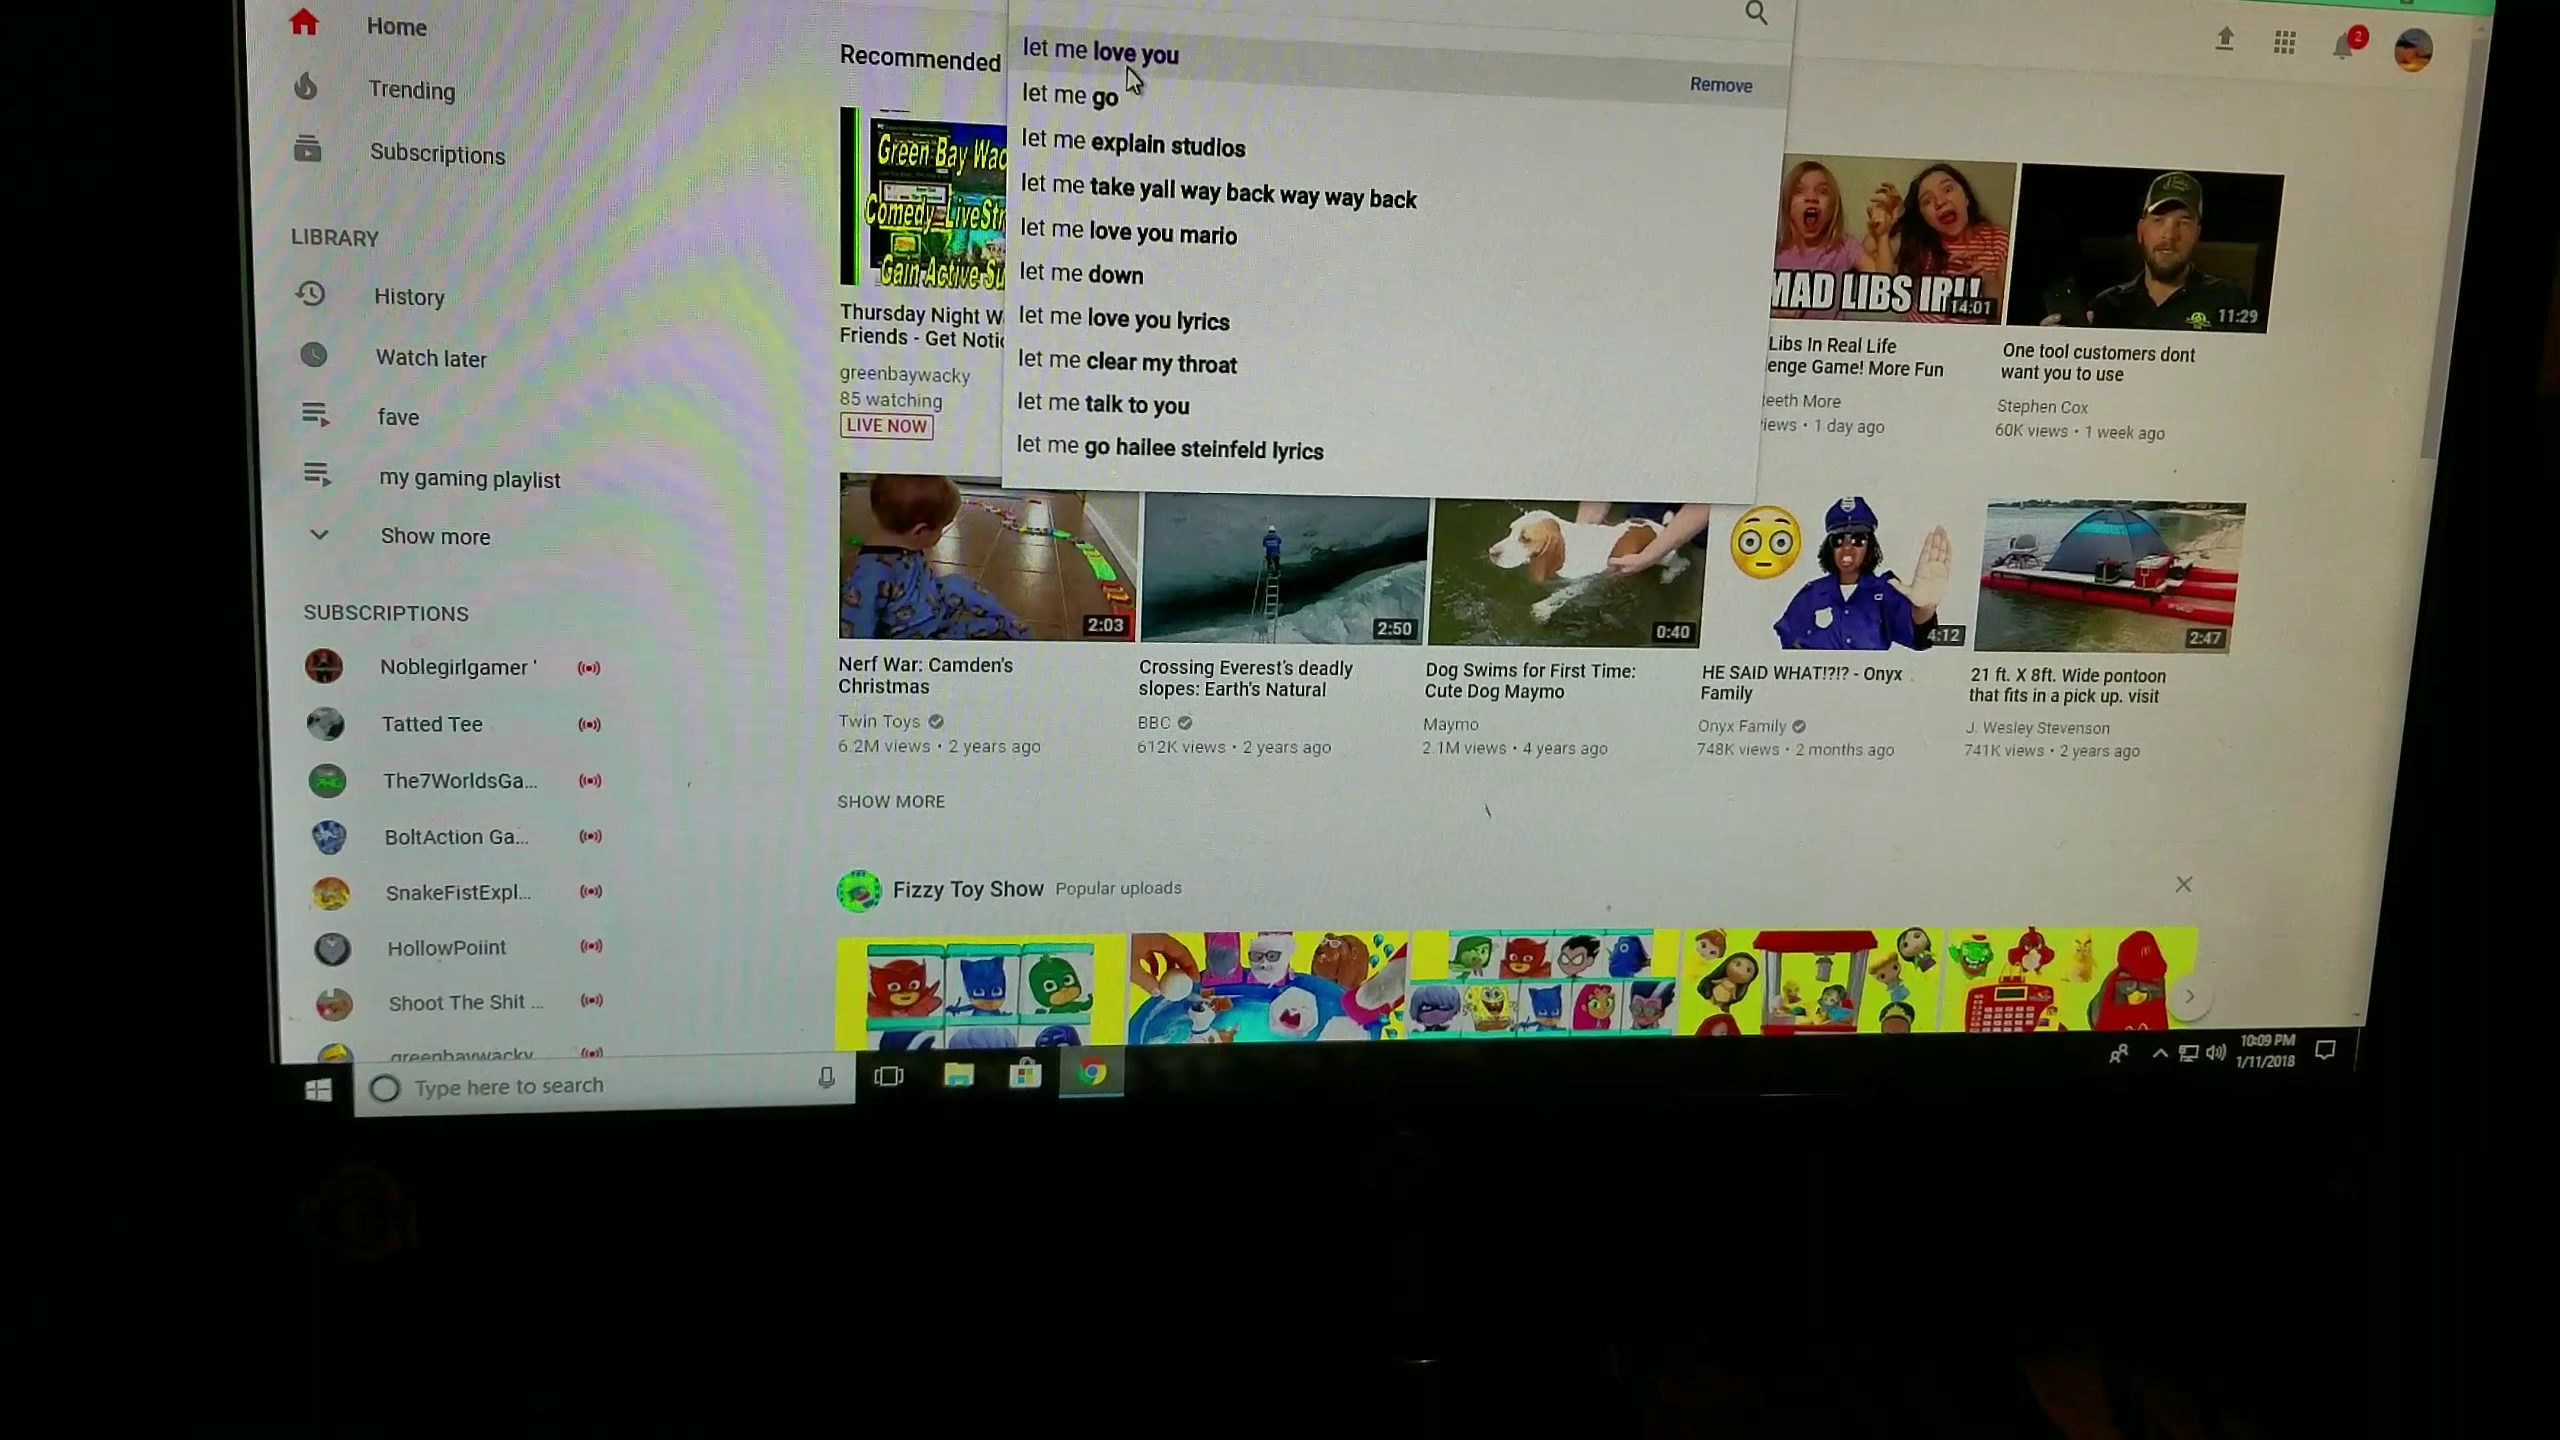 Home
Trending
Subscriptions
LIBRARY
History
Watch later
fave
my gaming playlist
Show more
SUBSCRIPTIONS
Noblegirlgamer '
Tatted Tee
The7WorldsGa...
BoltAction Ga...
SnakeFistExpl...
HollowPoiint
Shoot The Shit ...
greenbaywacky
let me love you
Remove
let me go
let me explain studios
let me take yall way back way way back
let me love you mario
let me down
let me love you lyrics
let me clear my throat
let me talk to you
let me go hailee steinfeld lyrics
2
Recommended
Green Bay Wac
Comedy LiveStr
Gain Active Su
Thursday Night W
Friends - Get Notic
greenbaywacky
85 watching
LIVE NOW
MAD LIBS IRL!
14:01
Libs In Real Life
enge Game! More Fun
eeth More
iews • 1 day ago
11:29
One tool customers dont
want you to use
Stephen Cox
60K views • 1 week ago
2:03
Nerf War: Camden's
Christmas
Twin Toys
6.2M views • 2 years ago
2:50
Crossing Everest's deadly
slopes: Earth's Natural
BBC
612K views • 2 years ago
0:40
Dog Swims for First Time:
Cute Dog Maymo
Maymo
2.1M views • 4 years ago
4:12
HE SAID WHAT!?!? - Onyx
Family
Onyx Family
748K views • 2 months ago
2:47
21 ft. X 8ft. Wide pontoon
that fits in a pick up. visit
J. Wesley Stevenson
741K views • 2 years ago
SHOW MORE
Fizzy Toy Show Popular uploads
Type here to search
10:09 PM
1/11/2018